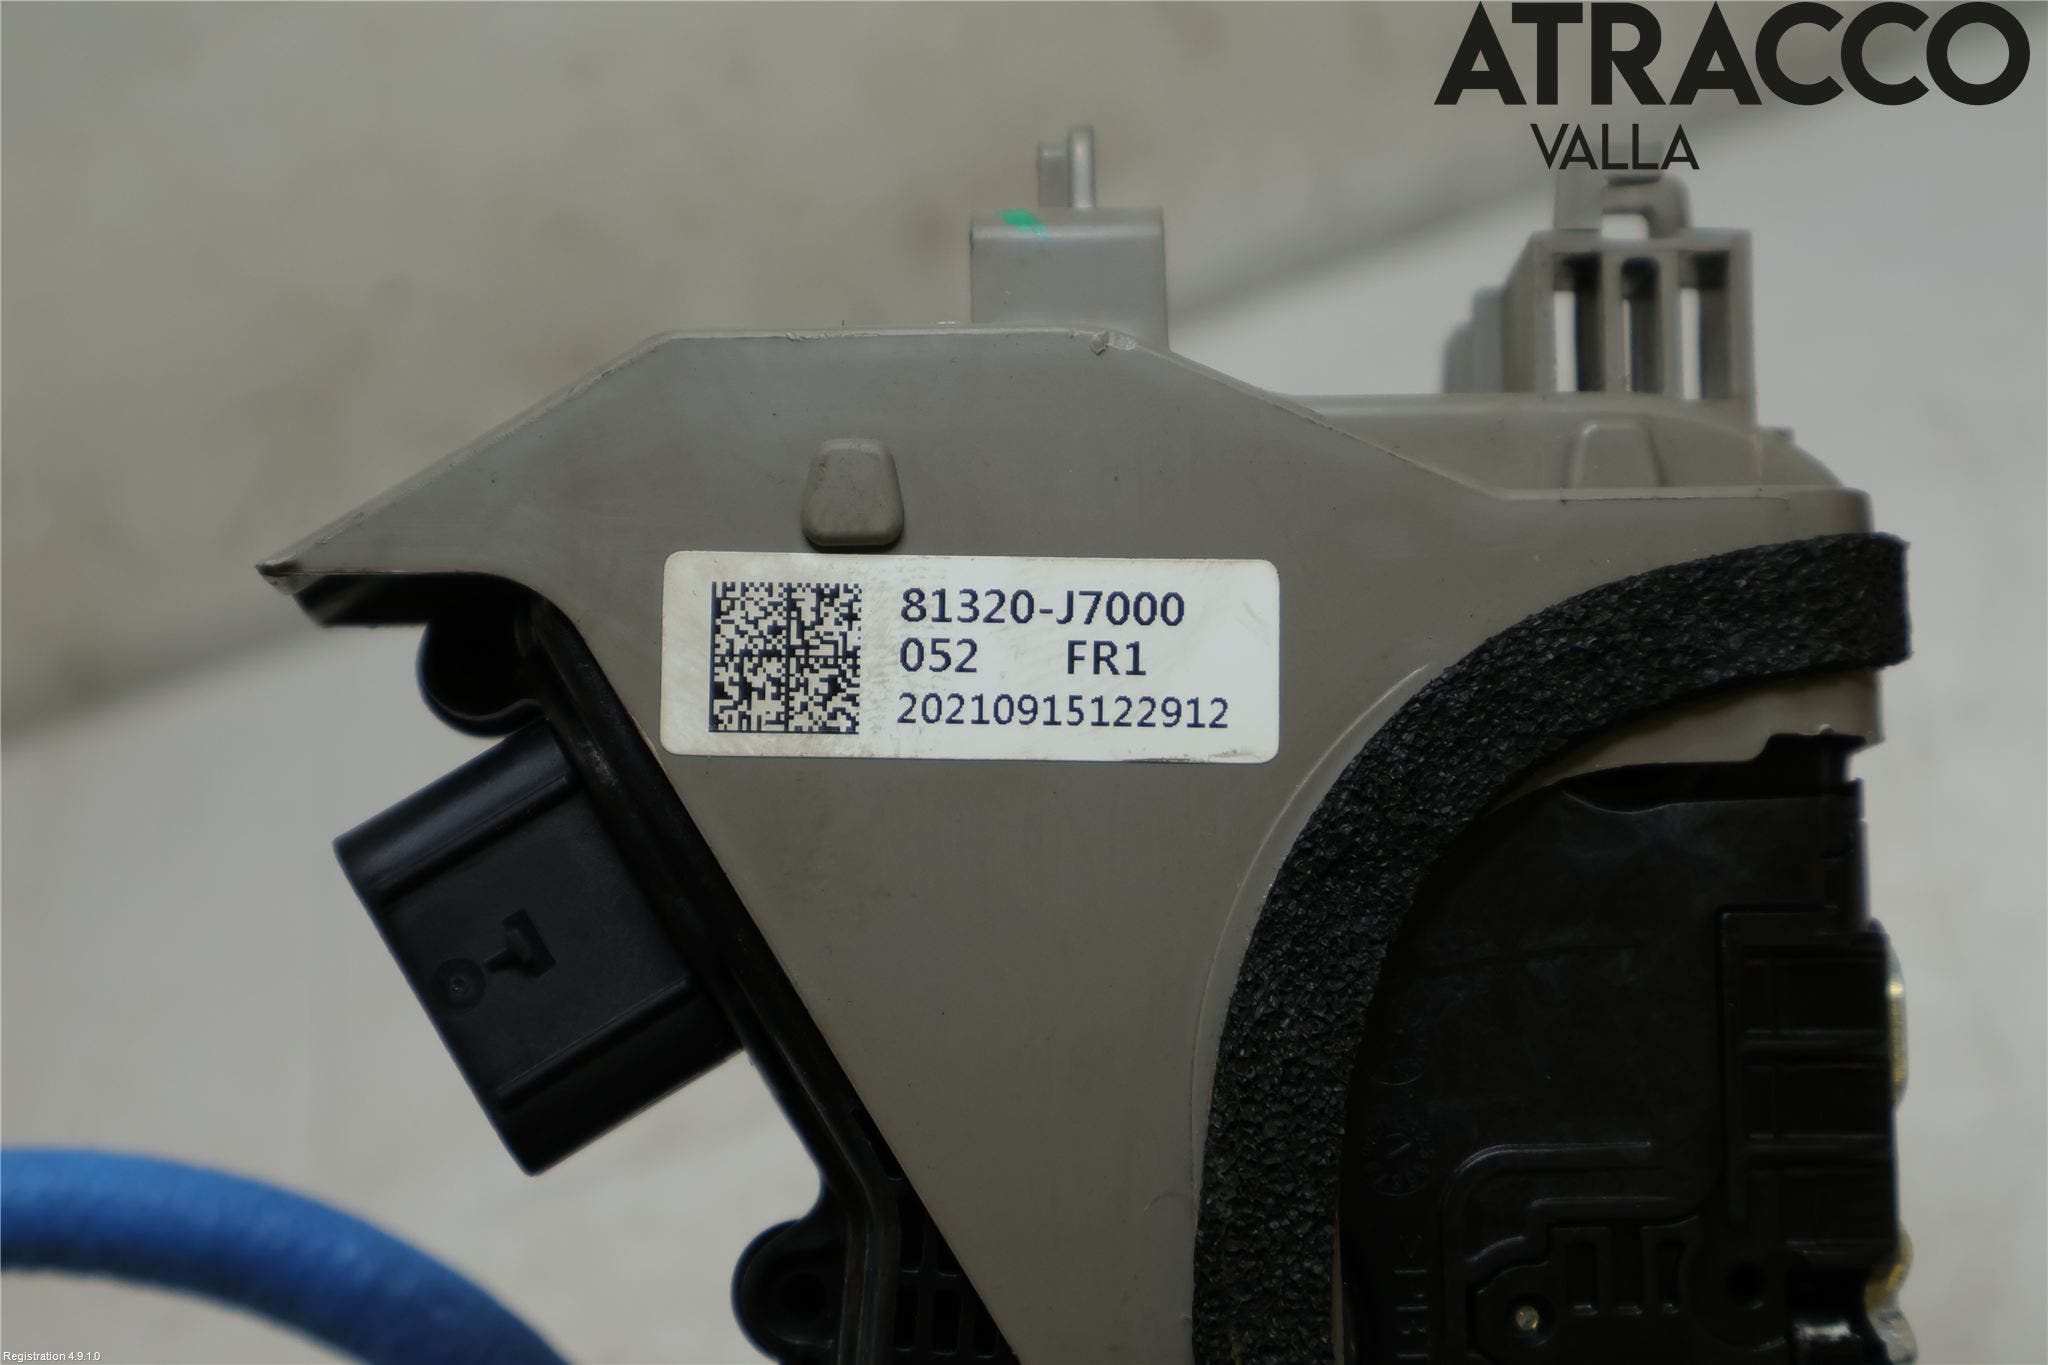 ATRACCO
VALLA
81320-J7000
052 FR1
20210915122912
Registration 4.9.1.0